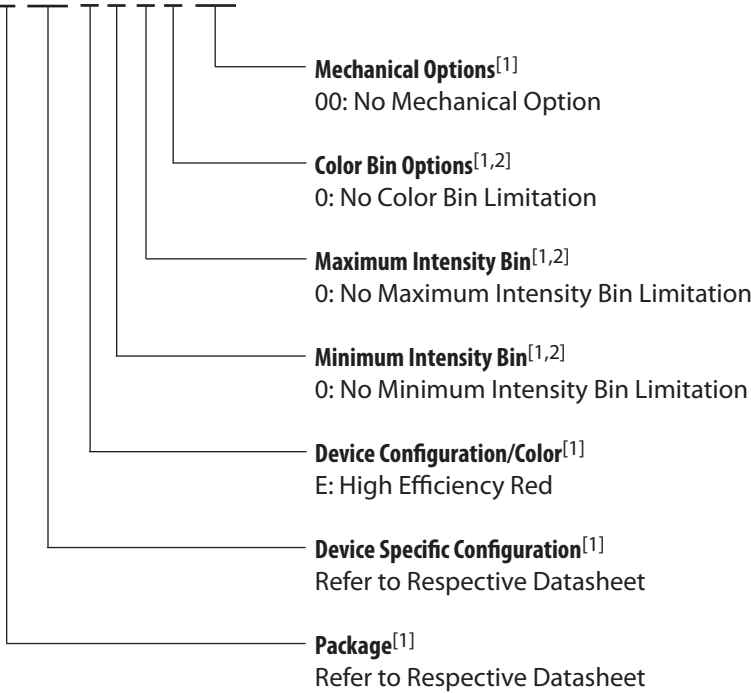 Mechanical Options[1]
00: No Mechanical Option
Color Bin Options[1,2]
0: No Color Bin Limitation
Maximum Intensity Bin[1,2]
0: No Maximum Intensity Bin Limitation
Minimum Intensity Bin[1,2]
0: No Minimum Intensity Bin Limitation
Device Configuration/Color[1]
E: High Efficiency Red
Device Specific Configuration[1]
Refer to Respective Datasheet
Package[1]
Refer to Respective Datasheet